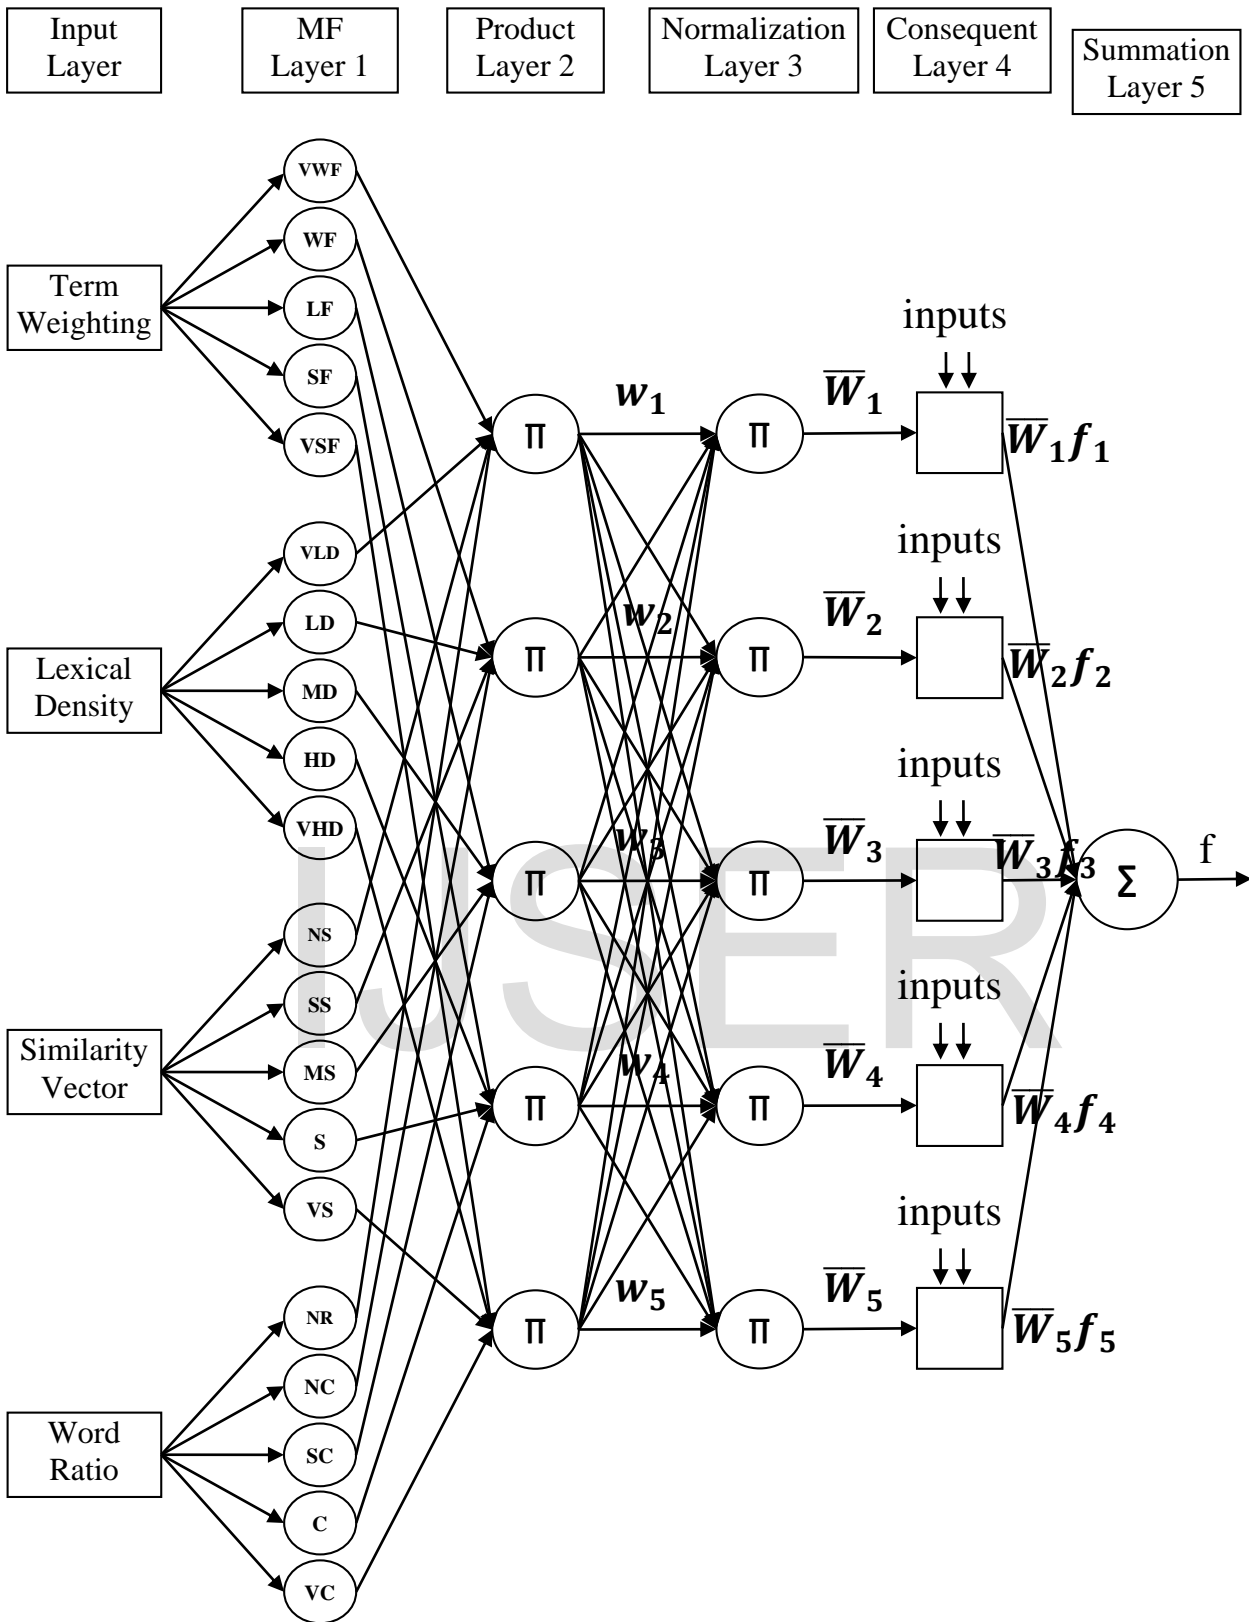 Input
Layer
MF
Layer 1
Product
Layer 2
Normalization
Layer 3
Consequent
Layer 4
Summation
Layer 5
Term
Weighting
VWF
WF
LF
SF
VSF
Lexical
Density
VLD
LD
MD
HD
VHD
Similarity
Vector
NS
SS
MS
S
VS
Word
Ratio
NR
NC
SC
C
VC
Π
Π
Π
Π
Π
w₁
w₂
w₃
w₄
w₅
Π
Π
Π
Π
Π
W̅₁
W̅₂
W̅₃
W̅₄
W̅₅
inputs
inputs
inputs
inputs
inputs
W̅₁f₁
W̅₂f₂
W̅₃f₃
W̅₄f₄
W̅₅f₅
Σ
f
IJSER